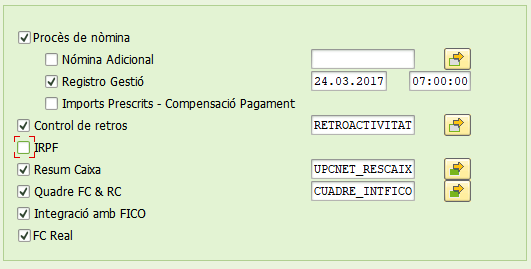 Procès de nòmina
Nómina Adicional
Registro Gestió 24.03.2017 07:00:00
Imports Prescrits - Compensació Pagament
Control de retros RETROACTIVITAT
IRPF
Resum Caixa UPCNET_RESCAIX
Quadre FC & RC CUADRE_INTFICO
Integració amb FICO
FC Real